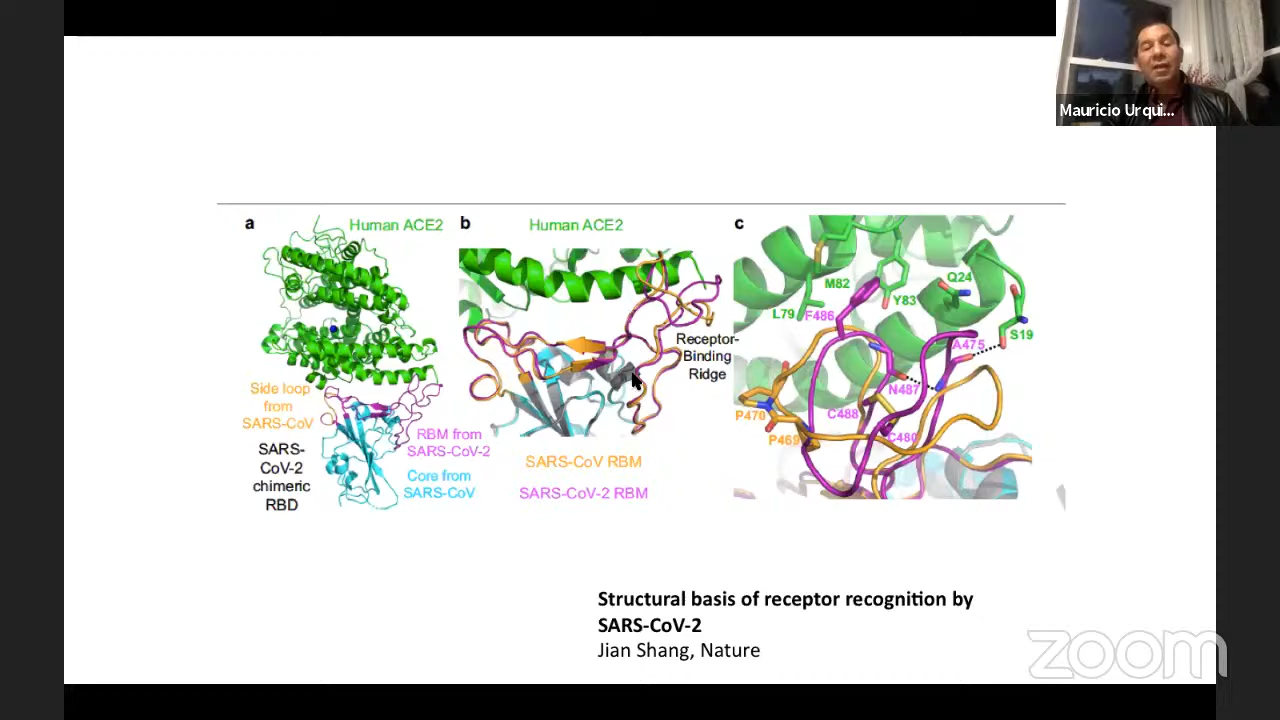 Mauricio Urqui...
a
Human ACE2
Side loop
from
SARS-CoV
SARS-
CoV-2
chimeric
RBD
RBM from
SARS-CoV-2
Core from
SARS-CoV
b
Human ACE2
Receptor-
Binding
Ridge
SARS-CoV RBM
SARS-CoV-2 RBM
c
M82
Y83
Q24
L79
F486
S19
A475
N487
P470
C488
P469
C480
Structural basis of receptor recognition by
SARS-CoV-2
Jian Shang, Nature
zoom